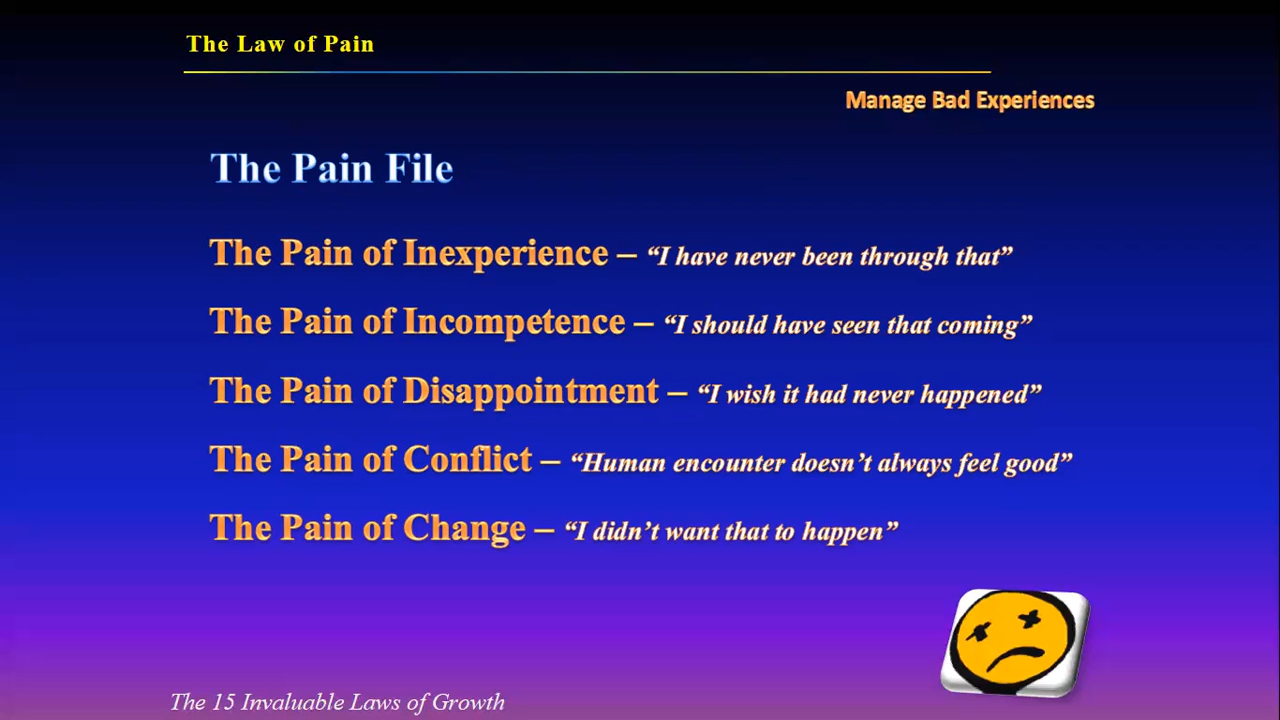 The Law of Pain
Manage Bad Experiences
The Pain File
The Pain of Inexperience – “I have never been through that”
The Pain of Incompetence – “I should have seen that coming”
The Pain of Disappointment – “I wish it had never happened”
The Pain of Conflict – “Human encounter doesn’t always feel good”
The Pain of Change – “I didn’t want that to happen”
The 15 Invaluable Laws of Growth